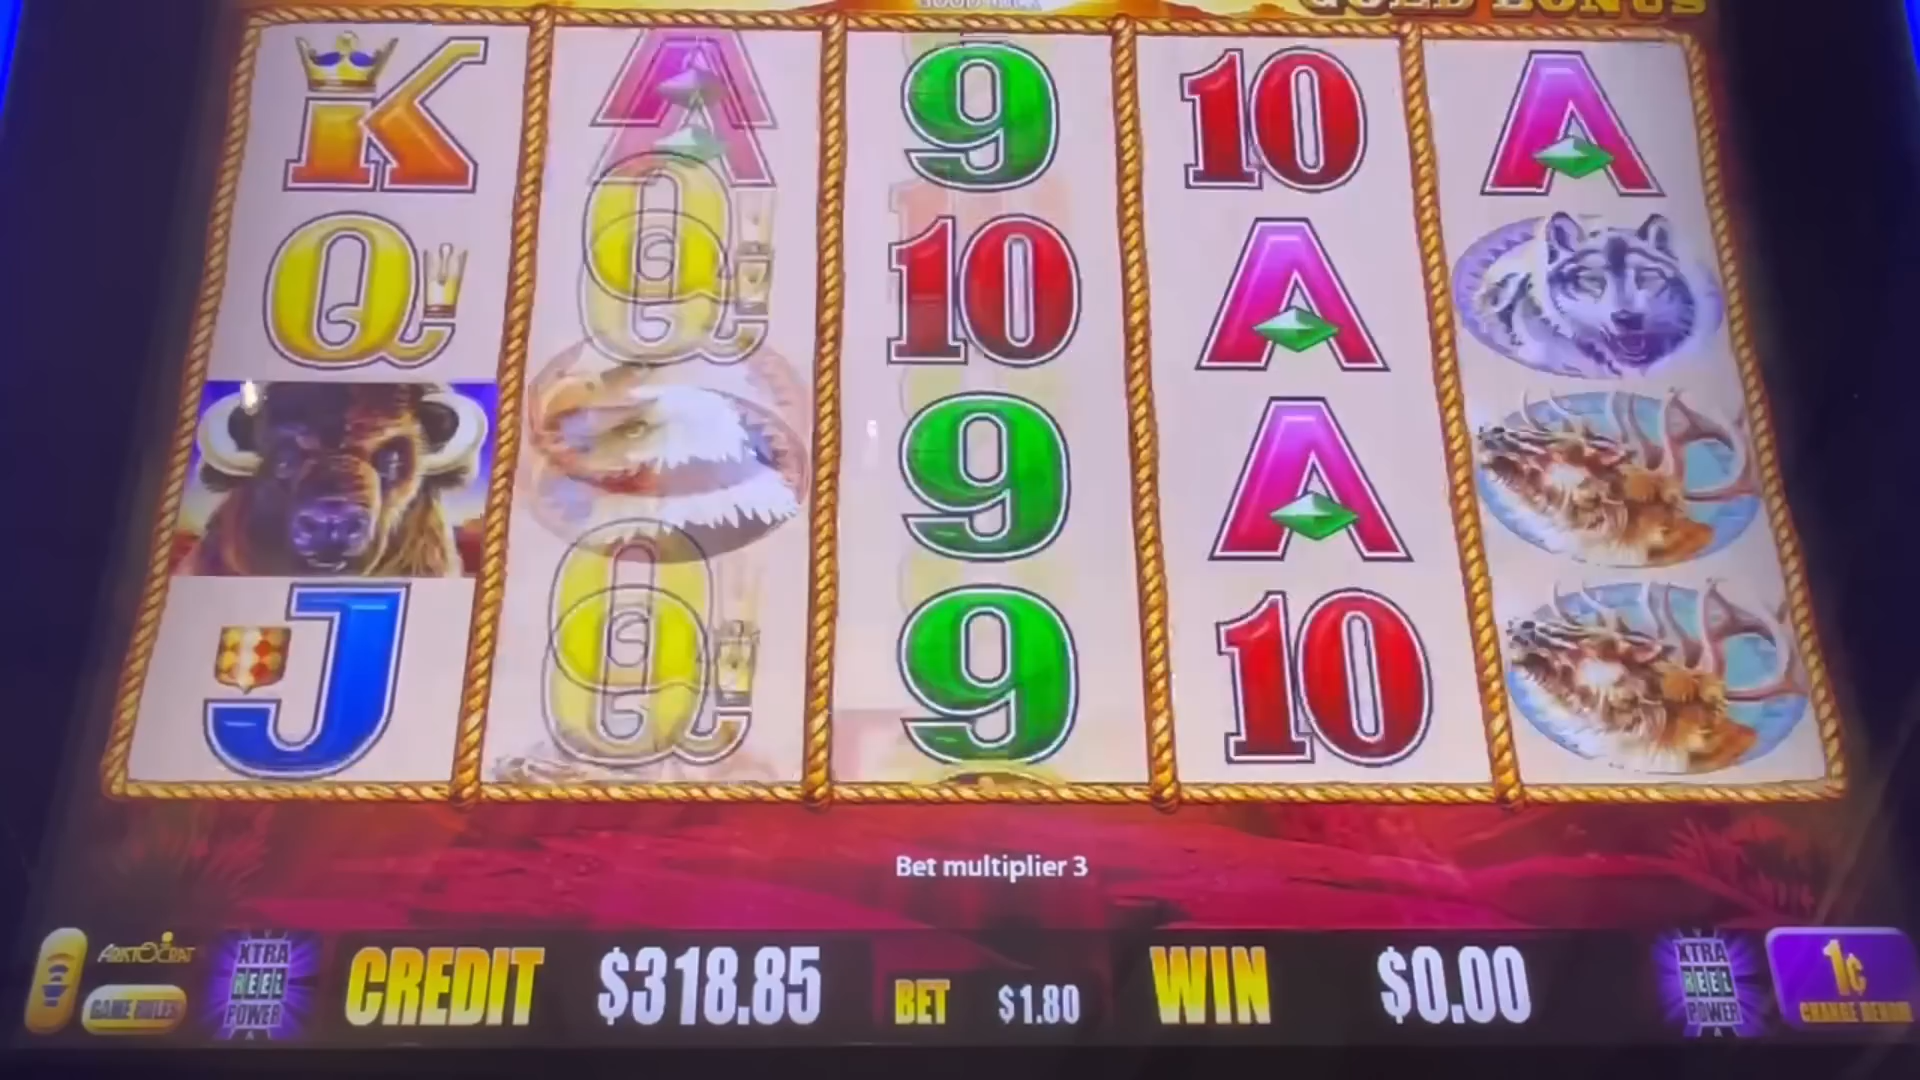 GOLD BONUS
K A 9 10 A
Q Q 10 A
9 A
J Q 9 10
Bet multiplier 3
ARISTOCRAT
GAME RULES
XTRA
REEL
POWER
CREDIT $318.85
BET $1.80
WIN $0.00
XTRA
REEL
POWER
1¢
CHANGE DENOM